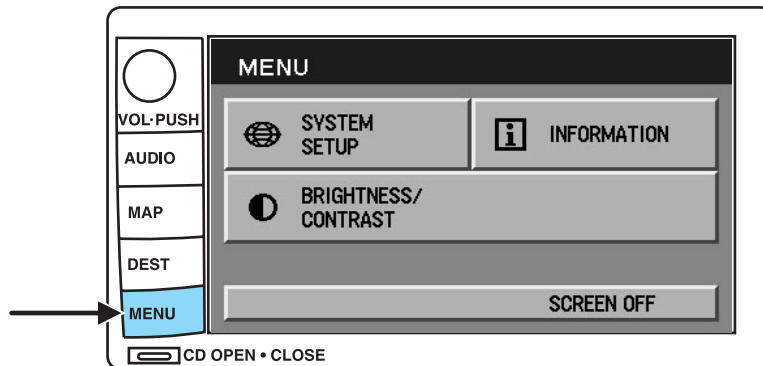 MENU
VOL·PUSH
SYSTEM
SETUP
INFORMATION
AUDIO
BRIGHTNESS/
CONTRAST
MAP
DEST
MENU
SCREEN OFF
CD OPEN • CLOSE